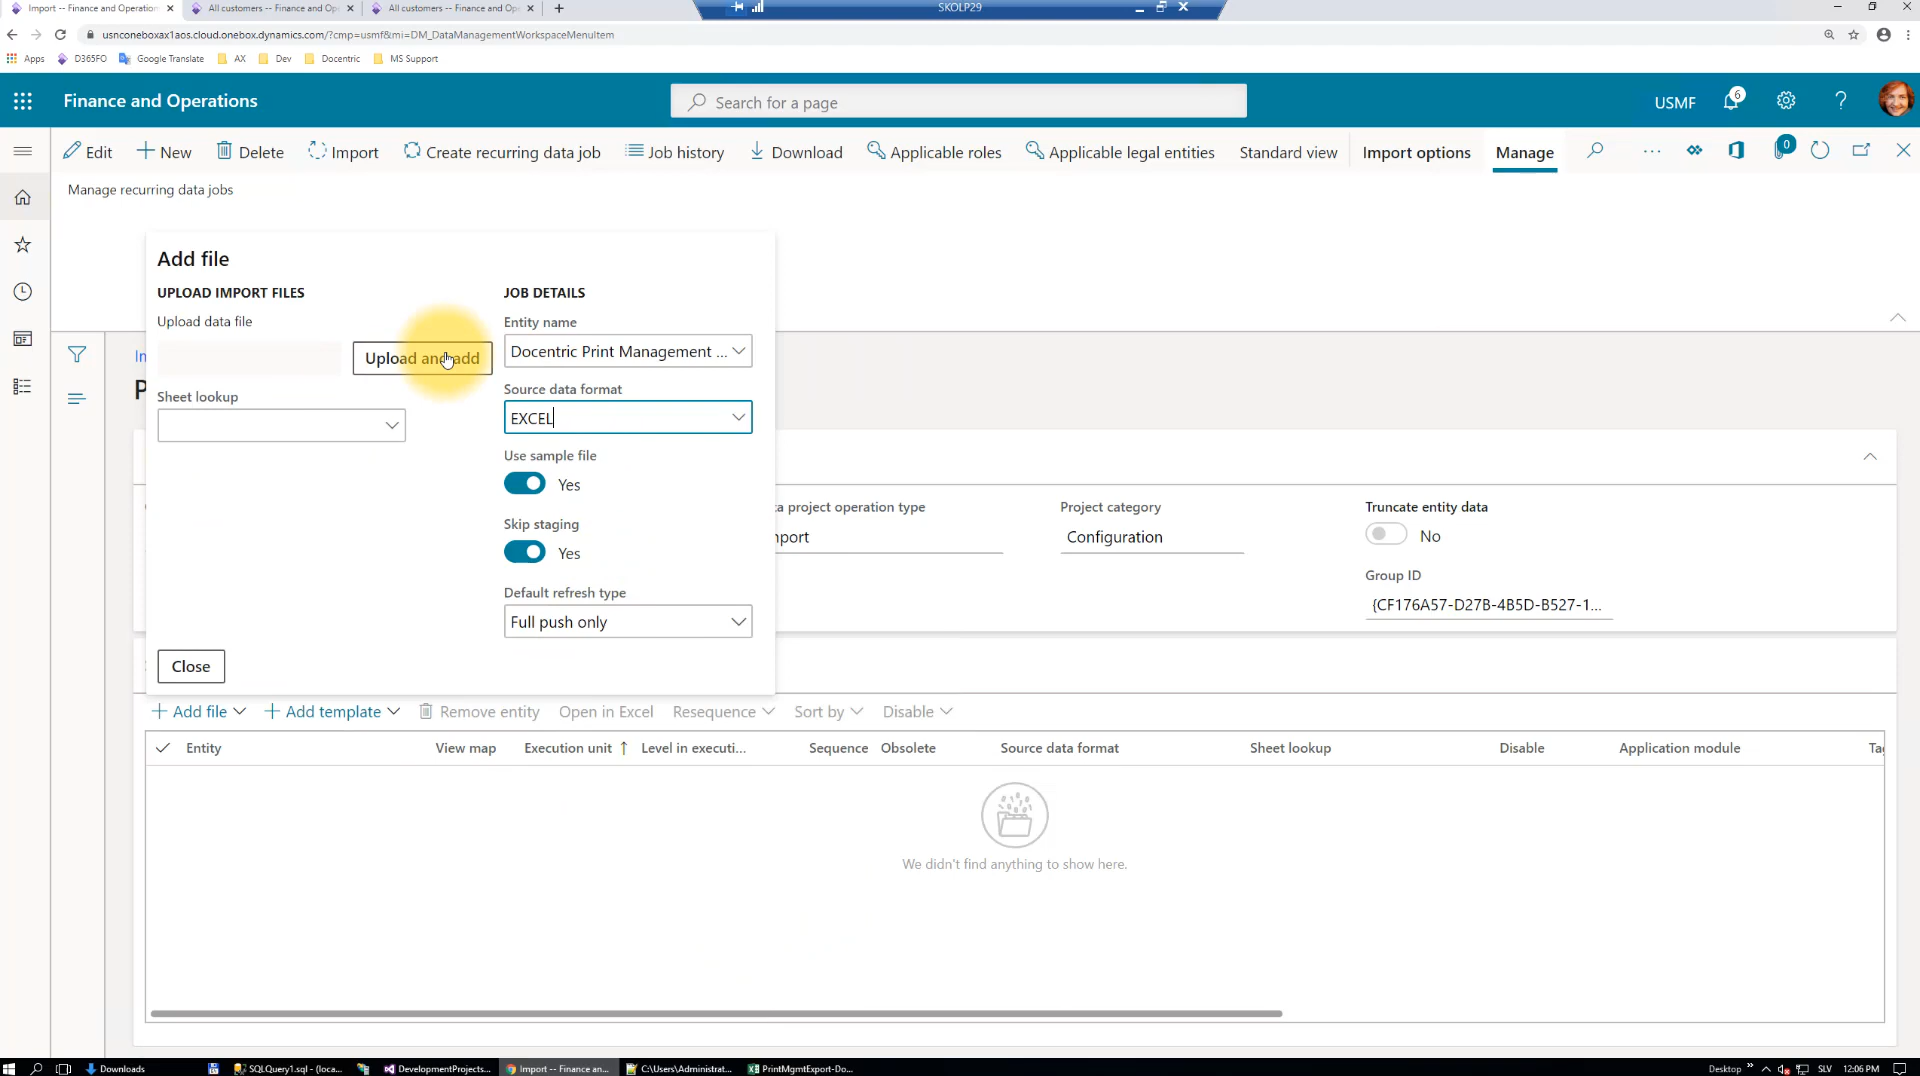 Import -- Finance and Operation
All customers -- Finance and Op
All customers -- Finance and Op
SKOLP29
usnconeboxax1aos.cloud.onebox.dynamics.com/?cmp=usmf&mi=DM_DataManagementWorkspaceMenuItem
Apps D365FO Google Translate AX Dev Docentric MS Support
Finance and Operations
Search for a page
USMF 6 ?
Edit New Delete Import Create recurring data job Job history Download Applicable roles Applicable legal entities Standard view Import options Manage ... 0
Manage recurring data jobs
Add file
UPLOAD IMPORT FILES
Upload data file
Upload and add
Sheet lookup
JOB DETAILS
Entity name
Docentric Print Management ...
Source data format
EXCEL
Use sample file
Yes
Skip staging
Yes
Default refresh type
Full push only
Close
Project category
Configuration
Truncate entity data
No
Group ID
{CF176A57-D27B-4B5D-B527-1...
Add file Add template Remove entity Open in Excel Resequence Sort by Disable
Entity View map Execution unit Level in executi... Sequence Obsolete Source data format Sheet lookup Disable Application module
We didn't find anything to show here.
Downloads SQLQuery1.sql - (loca... DevelopmentProjects... Import -- Finance an... C:\Users\Administrat... PrintMgmtExport-Do... Desktop SLV 12:06 PM